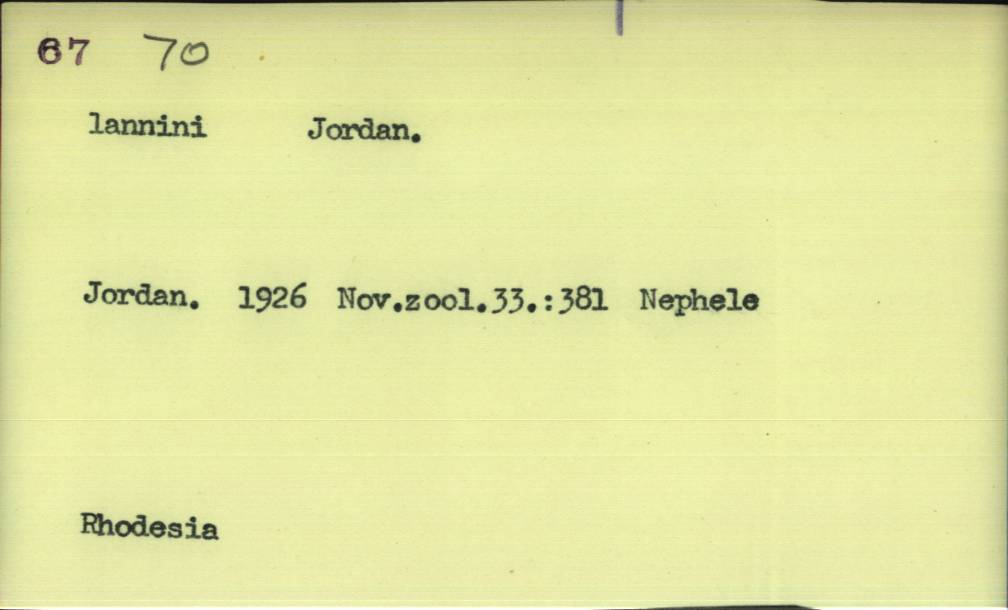 67 70
lannini Jordan.
Jordan. 1926 Nov.zool.33.:381 Nephele
Rhodesia